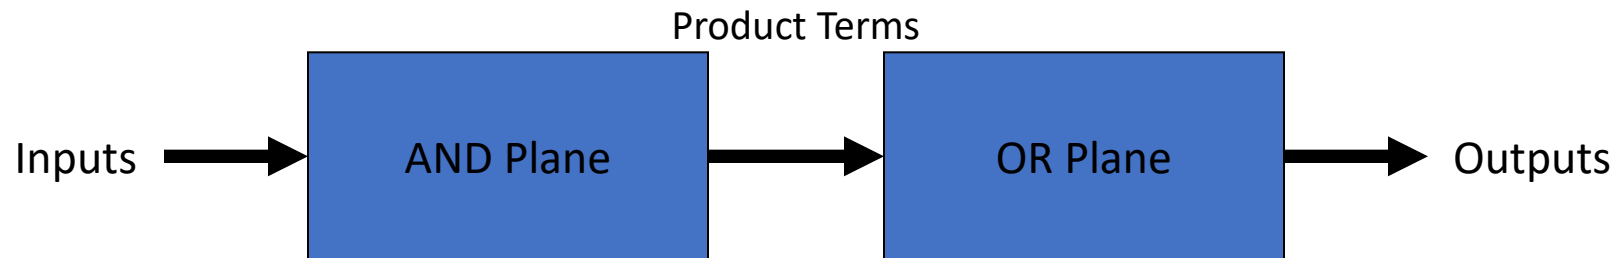 Product Terms
Inputs
AND Plane
OR Plane
Outputs